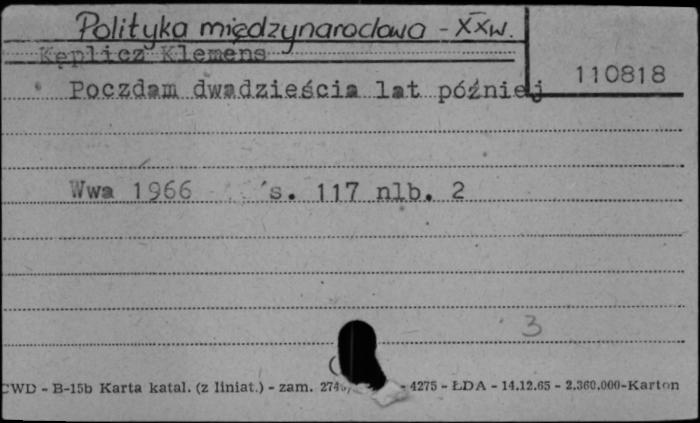 Polityka międzynarodowa - XX w.
Kęplicz Klemens
110818
Poczdam dwadzieścia lat później
Wwa 1966 s. 117 nlb. 2
3
CWD - B-15b Karta katal. (z liniat.) - zam. 274 - 4275 - ŁDA - 14.12.65 - 2.360.000-Karton